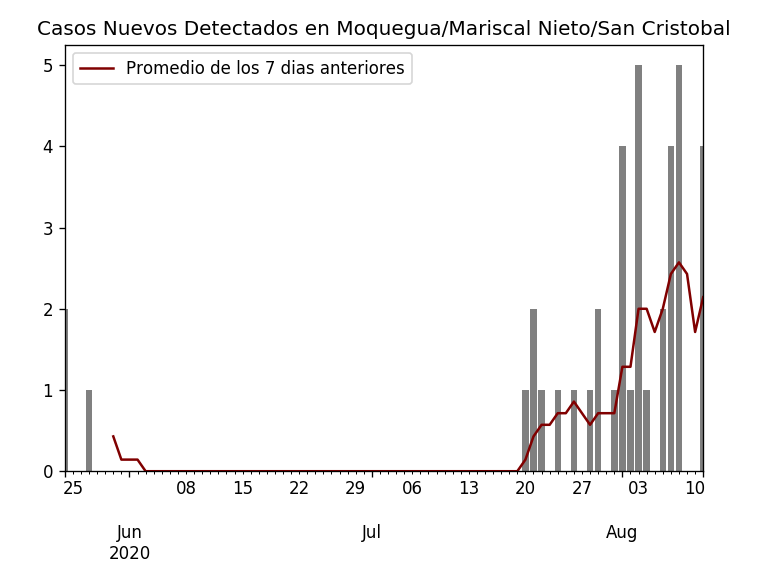 Casos Nuevos Detectados en Moquegua/Mariscal Nieto/San Cristobal
Promedio de los 7 dias anteriores
5
4
3
2
1
0
25 08 15 22 29 06 13 20 27 03 10
Jun Jul Aug
2020